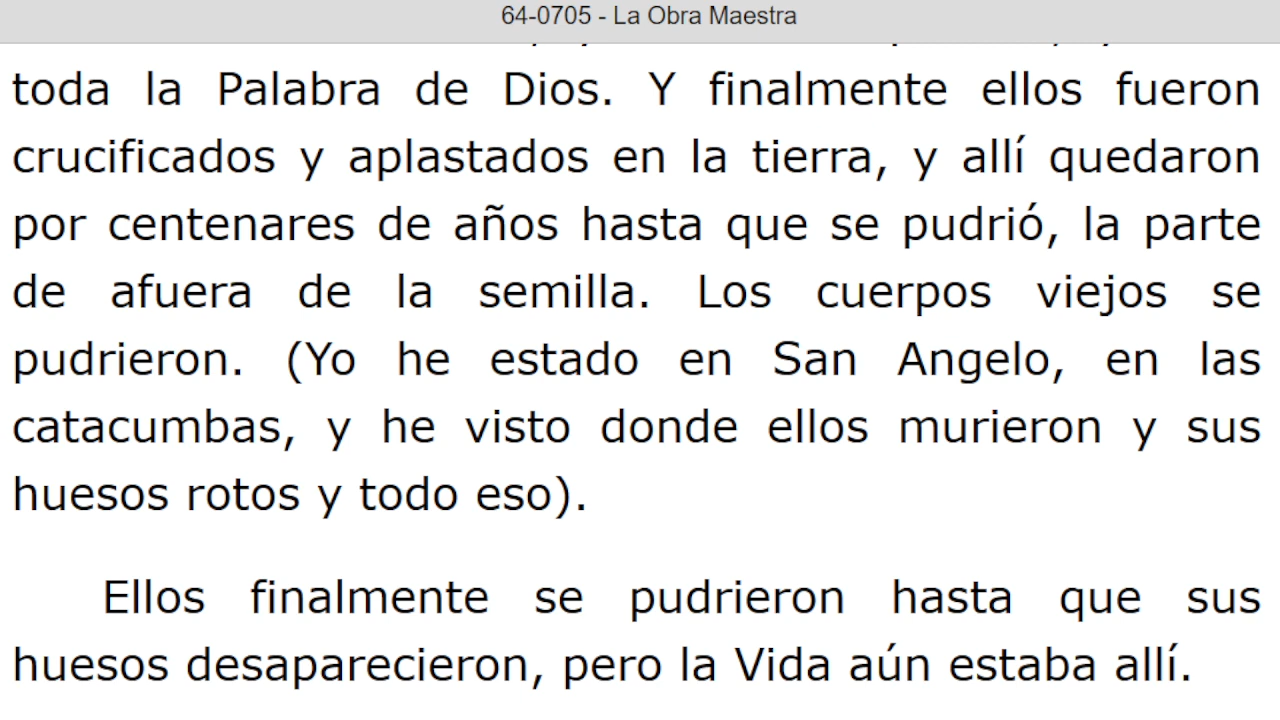 64-0705 - La Obra Maestra
toda la Palabra de Dios. Y finalmente ellos fueron
crucificados y aplastados en la tierra, y allí quedaron
por centenares de años hasta que se pudrió, la parte
de afuera de la semilla. Los cuerpos viejos se
pudrieron. (Yo he estado en San Angelo, en las
catacumbas, y he visto donde ellos murieron y sus
huesos rotos y todo eso).
Ellos finalmente se pudrieron hasta que sus
huesos desaparecieron, pero la Vida aún estaba allí.